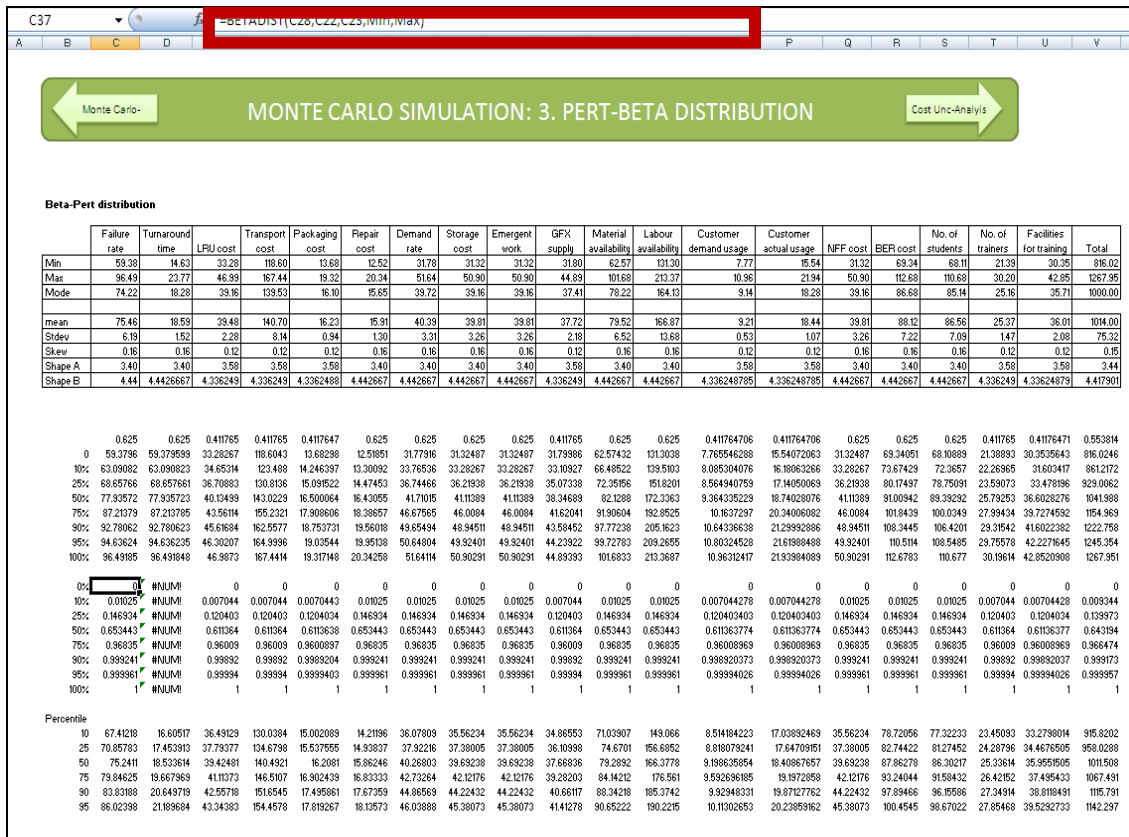 C37 fx =BETADIST(C28,C22,C23,Min,Max)
A B C D P Q R S T U V
Monte Carlo-
MONTE CARLO SIMULATION: 3. PERT-BETA DISTRIBUTION
Cost Unc-Analyis
Beta-Pert distribution
Failure rate Turnaround time LRU cost Transport cost Packaging cost Repair cost Demand rate Storage cost Emergent work GFX supply Material availability Labour availability Customer demand usage Customer actual usage NFF cost BER cost No. of students No. of trainers Facilities for training Total
Min 59.38 14.63 33.28 118.60 13.68 12.52 31.78 31.32 31.32 31.80 62.57 131.30 7.77 15.54 31.32 69.34 68.11 21.39 30.35 816.02
Max 96.49 23.77 46.99 167.44 19.32 20.34 51.64 50.90 50.90 44.89 101.68 213.37 10.96 21.94 50.90 112.68 110.68 30.20 42.85 1267.95
Mode 74.22 18.28 39.16 139.53 16.10 15.65 39.72 39.16 39.16 37.41 78.22 164.13 9.14 18.28 39.16 86.68 85.14 25.16 35.71 1000.00
mean 75.46 18.59 39.48 140.70 16.23 15.91 40.39 39.81 39.81 37.72 79.52 166.87 9.21 18.44 39.81 88.12 86.56 25.37 36.01 1014.00
Stdev 6.19 1.52 2.28 8.14 0.94 1.30 3.31 3.26 3.26 2.18 6.52 13.68 0.53 1.07 3.26 7.22 7.09 1.47 2.08 75.32
Skew 0.16 0.16 0.12 0.12 0.12 0.16 0.16 0.16 0.16 0.12 0.16 0.16 0.12 0.12 0.16 0.16 0.16 0.12 0.12 0.15
Shape A 3.40 3.40 3.58 3.58 3.58 3.40 3.40 3.40 3.40 3.58 3.40 3.40 3.58 3.58 3.40 3.40 3.40 3.58 3.58 3.44
Shape B 4.44 4.4426667 4.336249 4.336249 4.3362488 4.442667 4.442667 4.442667 4.442667 4.336249 4.442667 4.442667 4.336248785 4.336248785 4.442667 4.442667 4.442667 4.336249 4.33624879 4.417901
0.625 0.625 0.411765 0.411765 0.4117647 0.625 0.625 0.625 0.625 0.411765 0.625 0.625 0.411764706 0.411764706 0.625 0.625 0.625 0.411765 0.41176471 0.553814
0 59.3796 59.379599 33.28267 118.6043 13.68298 12.51851 31.77916 31.32487 31.32487 31.79986 62.57432 131.3038 7.765546288 15.54072063 31.32487 69.34051 68.10889 21.38893 30.3535643 816.0246
10% 63.09082 63.090823 34.65314 123.488 14.246397 13.30092 33.76536 33.28267 33.28267 33.10927 66.48522 139.5103 8.085304076 16.18063266 33.28267 73.67429 72.3657 22.26965 31.603417 861.2172
25% 68.65766 68.657661 36.70883 130.8136 15.091522 14.47453 36.74466 36.21938 36.21938 35.07338 72.35156 151.8201 8.564940759 17.14050069 36.21938 80.17497 78.75091 23.59073 33.478196 929.0062
50% 77.93572 77.935723 40.13499 143.0229 16.500064 16.43055 41.71015 41.11389 41.11389 38.34689 82.1288 172.3363 9.364335229 18.74028076 41.11389 91.00942 89.39292 25.79253 36.6028276 1041.988
75% 87.21379 87.213785 43.56114 155.2321 17.908606 18.38657 46.67565 46.0084 46.0084 41.62041 91.90604 192.8525 10.1637297 20.34006082 46.0084 101.8439 100.0349 27.99434 39.7274592 1154.969
90% 92.78062 92.780623 45.61684 162.5577 18.753731 19.56018 49.65494 48.94511 48.94511 43.58452 97.77238 205.1623 10.64336638 21.29992886 48.94511 108.3445 106.4201 29.31542 41.6022382 1222.758
95% 94.63624 94.636235 46.30207 164.9996 19.03544 19.95138 50.64804 49.92401 49.92401 44.23922 99.72783 209.2655 10.80324528 21.61988488 49.92401 110.5114 108.5485 29.75578 42.2271645 1245.354
100% 96.49185 96.491848 46.9873 167.4414 19.317148 20.34258 51.64114 50.90291 50.90291 44.89393 101.6833 213.3687 10.96312417 21.93984089 50.90291 112.6783 110.677 30.19614 42.8520908 1267.951
0% 0 #NUM! 0 0 0 0 0 0 0 0 0 0 0 0 0 0 0 0 0 0
10% 0.01025 #NUM! 0.007044 0.007044 0.0070443 0.01025 0.01025 0.01025 0.01025 0.007044 0.01025 0.01025 0.007044278 0.007044278 0.01025 0.01025 0.01025 0.007044 0.00704428 0.009344
25% 0.146934 #NUM! 0.120403 0.120403 0.1204034 0.146934 0.146934 0.146934 0.146934 0.120403 0.146934 0.146934 0.120403403 0.120403403 0.146934 0.146934 0.146934 0.120403 0.1204034 0.139973
50% 0.653443 #NUM! 0.611364 0.611364 0.6113638 0.653443 0.653443 0.653443 0.653443 0.611364 0.653443 0.653443 0.611363774 0.611363774 0.653443 0.653443 0.653443 0.611364 0.61136377 0.643194
75% 0.96835 #NUM! 0.96009 0.96009 0.9600897 0.96835 0.96835 0.96835 0.96835 0.96009 0.96835 0.96835 0.96008969 0.96008969 0.96835 0.96835 0.96835 0.96009 0.96008969 0.966474
90% 0.999241 #NUM! 0.99892 0.99892 0.9989204 0.999241 0.999241 0.999241 0.999241 0.99892 0.999241 0.999241 0.998920373 0.998920373 0.999241 0.999241 0.999241 0.99892 0.99892037 0.999173
95% 0.999961 #NUM! 0.99994 0.99994 0.9999403 0.999961 0.999961 0.999961 0.999961 0.99994 0.999961 0.999961 0.99994026 0.99994026 0.999961 0.999961 0.999961 0.99994 0.99994026 0.999957
100% 1 #NUM! 1 1 1 1 1 1 1 1 1 1 1 1 1 1 1 1 1 1
Percentile
10 67.41218 16.60517 36.49129 130.0384 15.002089 14.21196 36.07809 35.56234 35.56234 34.86553 71.03907 149.066 8.514184223 17.03892469 35.56234 78.72056 77.32233 23.45093 33.2798014 915.8202
25 70.85783 17.453913 37.79377 134.6798 15.537555 14.93837 37.92216 37.38005 37.38005 36.10998 74.6701 156.6852 8.818079241 17.64709151 37.38005 82.74422 81.27452 24.28796 34.4676505 958.0288
50 75.2411 18.533614 39.42481 140.4921 16.2081 15.86246 40.26803 39.69238 39.69238 37.66836 79.2892 166.3778 9.198635854 18.40867657 39.69238 87.86278 86.30217 25.33614 35.9551505 1011.508
75 79.84625 19.667969 41.11373 146.5107 16.902439 16.83333 42.73264 42.12176 42.12176 39.28203 84.14212 176.561 9.592696185 19.1972858 42.12176 93.24044 91.58432 26.42152 37.495433 1067.491
90 83.83188 20.649719 42.55718 151.6545 17.495861 17.67359 44.86569 44.22432 44.22432 40.66117 88.34218 185.3742 9.92948331 19.87127762 44.22432 97.89466 96.15586 27.34914 38.8118491 1115.791
95 86.02398 21.189684 43.34383 154.4578 17.819267 18.13573 46.03888 45.38073 45.38073 41.41278 90.65222 190.2215 10.11302653 20.23859162 45.38073 100.4545 98.67022 27.85468 39.5292733 1142.297